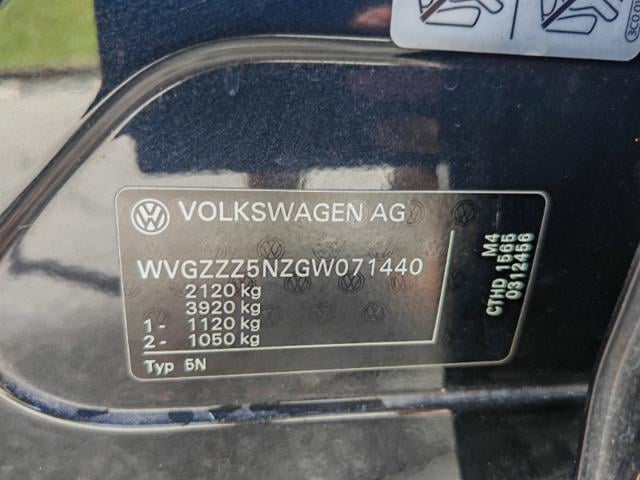 VOLKSWAGEN AG
WVGZZZ5NZGW071440
2120 kg
3920 kg
1- 1120 kg
2- 1050 kg
Typ 5N
M4
CTHD 1565
0312456